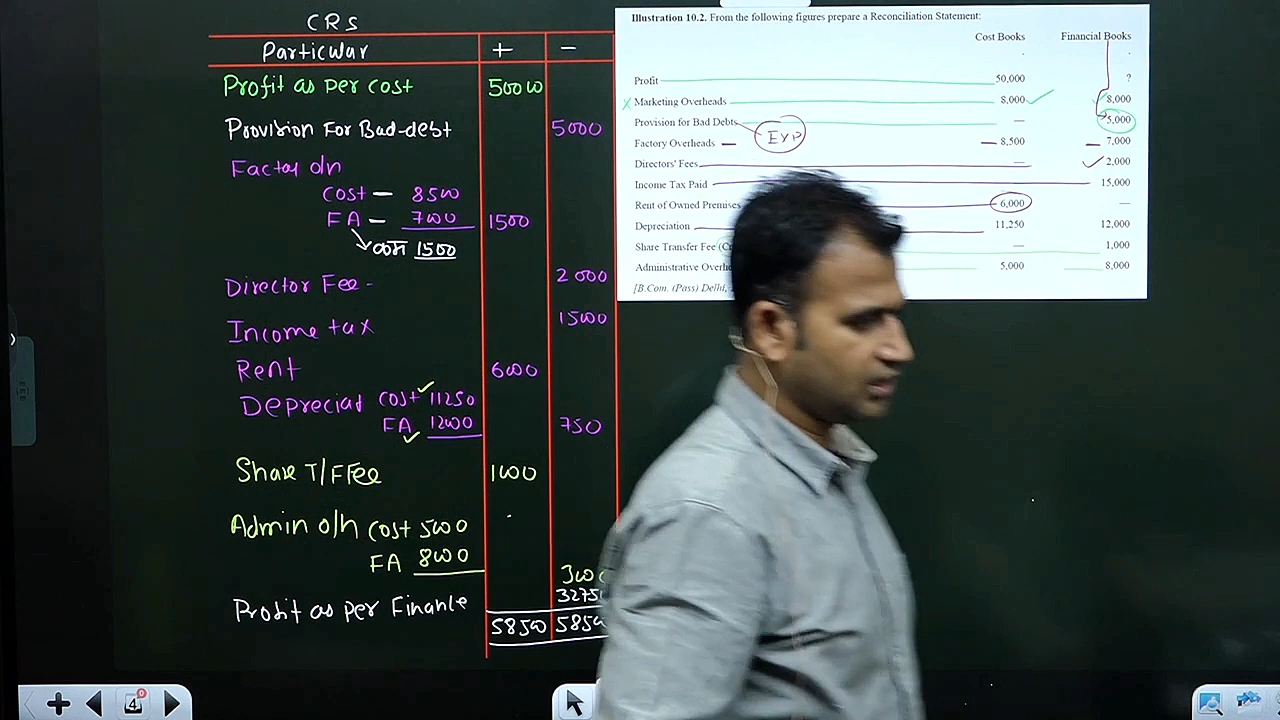 CRS
Particular + −
Profit as per cost 50000
Provision For Bad-debt 5000
Factory o/h
cost — 8500
FA — 7000 1500
कम 1500
Director Fee - 2000
Income tax 15000
Rent 6000
Depreciat cost 11250
FA 12000 750
Share T/F Fee 1000
Admin o/h cost 5000
FA 8000
Profit as per Finance
58500
Illustration 10.2. From the following figures prepare a Reconciliation Statement:
Cost Books Financial Books
Profit 50,000 ?
X Marketing Overheads 8,000 8,000
Provision for Bad Debts — 5,000
EXP
Factory Overheads 8,500 7,000
Directors' Fees — 2,000
Income Tax Paid 15,000
Rent of Owned Premises 6,000 —
Depreciation 11,250 12,000
Share Transfer Fee — 1,000
Administrative 5,000 8,000
[B.Com. (Pass) Delhi,
4
0